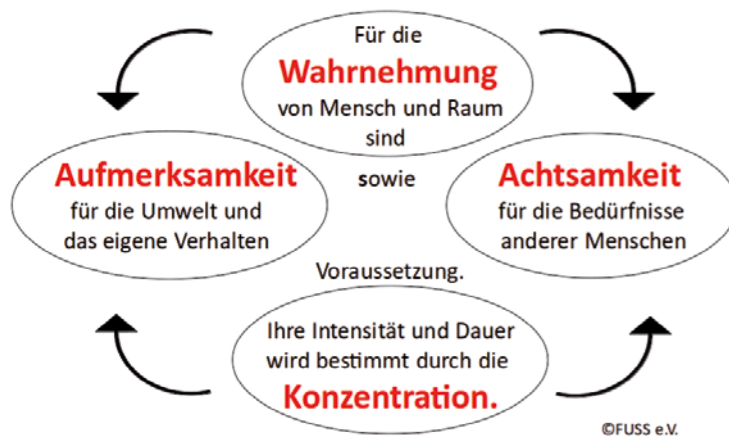 Für die
Wahrnehmung
von Mensch und Raum
sind
Aufmerksamkeit
für die Umwelt und
das eigene Verhalten
sowie
Achtsamkeit
für die Bedürfnisse
anderer Menschen
Voraussetzung.
Ihre Intensität und Dauer
wird bestimmt durch die
Konzentration.
©FUSS e.V.